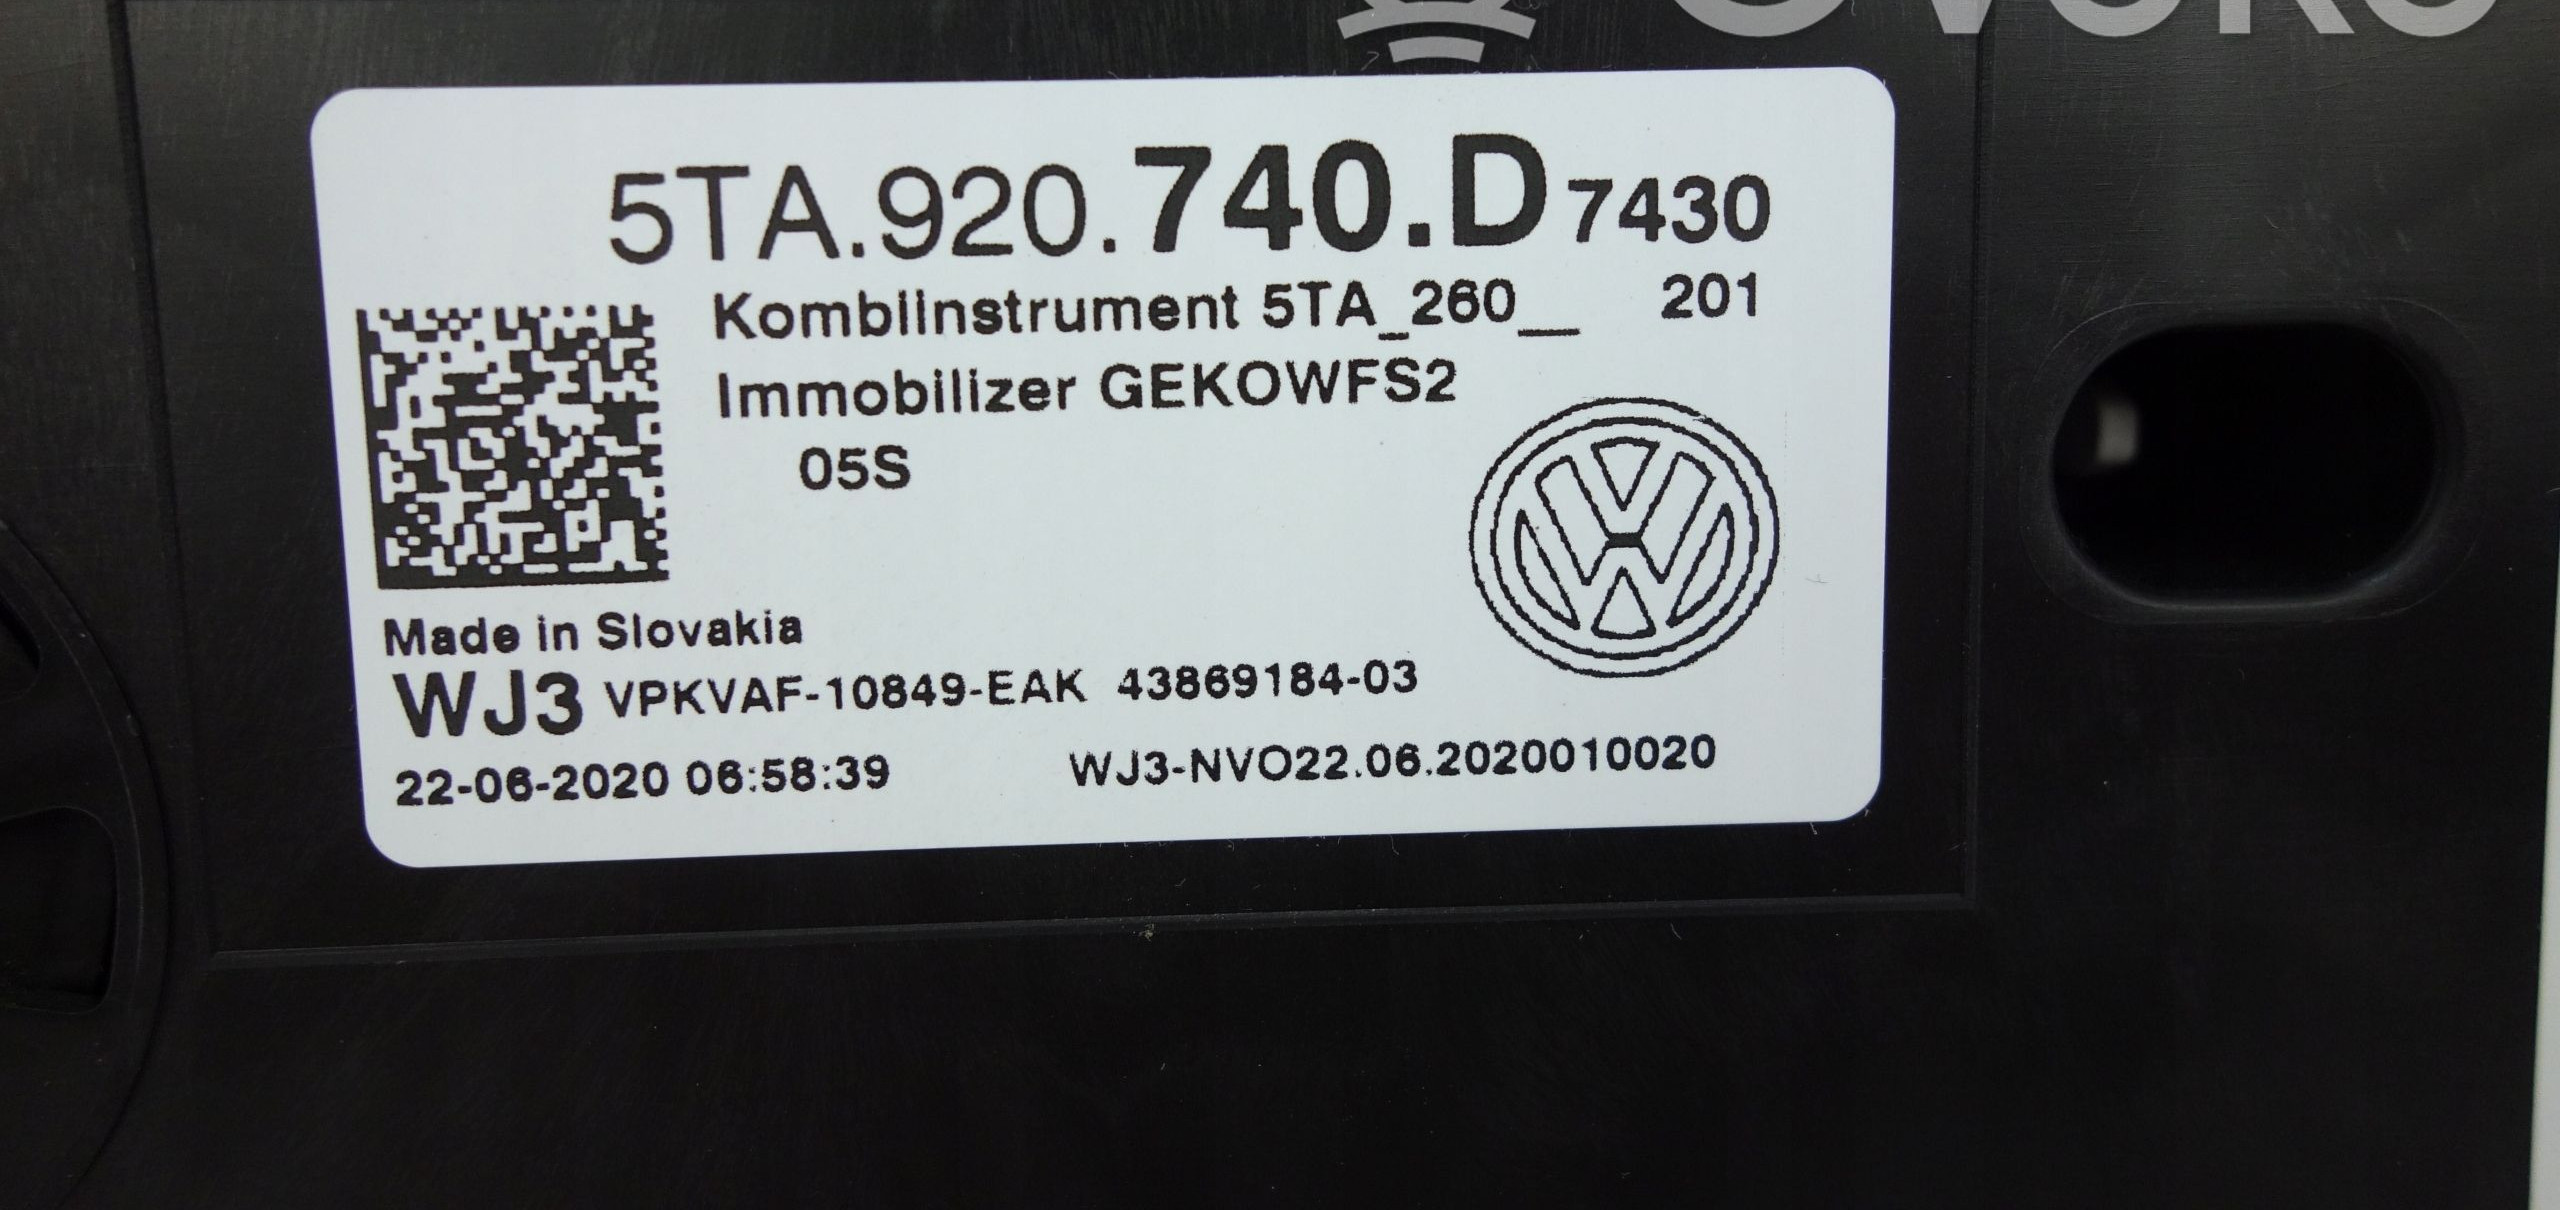 5TA.920.740.D 7430
Kombiinstrument 5TA_260__ 201
Immobilizer GEKOWFS2
05S
Made in Slovakia
WJ3 VPKVAF-10849-EAK 43869184-03
22-06-2020 06:58:39 WJ3-NVO22.06.2020010020